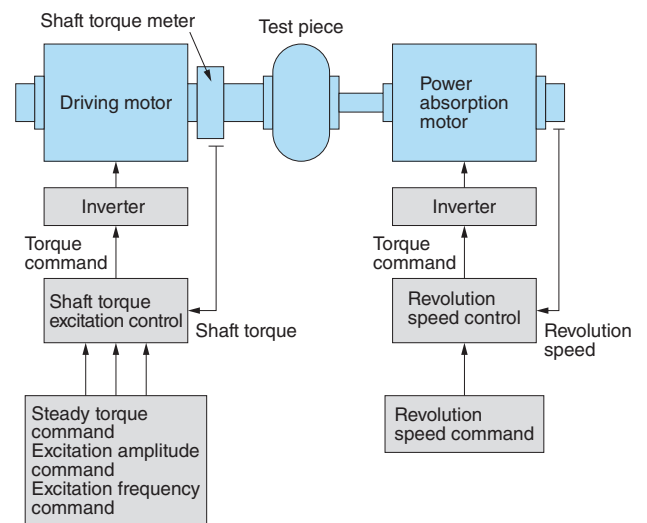 Shaft torque meter
Test piece
Driving motor
Power
absorption
motor
Inverter
Inverter
Torque
command
Torque
command
Shaft torque
excitation control
Shaft torque
Revolution
speed control
Revolution
speed
Steady torque
command
Excitation amplitude
command
Excitation frequency
command
Revolution
speed command